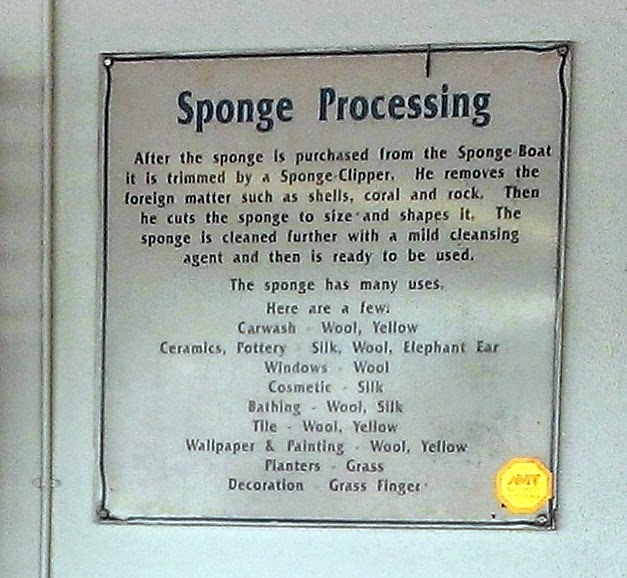 Sponge Processing
After the sponge is purchased from the Sponge Boat
it is trimmed by a Sponge-Clipper. He removes the
foreign matter such as shells, coral and rock. Then
he cuts the sponge to size and shapes it. The
sponge is cleaned further with a mild cleansing
agent and then is ready to be used.
The sponge has many uses.
Here are a few:
Carwash - Wool, Yellow
Ceramics, Pottery - Silk, Wool, Elephant Ear
Windows - Wool
Cosmetic - Silk
Bathing - Wool, Silk
Tile - Wool, Yellow
Wallpaper & Painting - Wool, Yellow
Planters - Grass
Decoration - Grass Finger
AMT